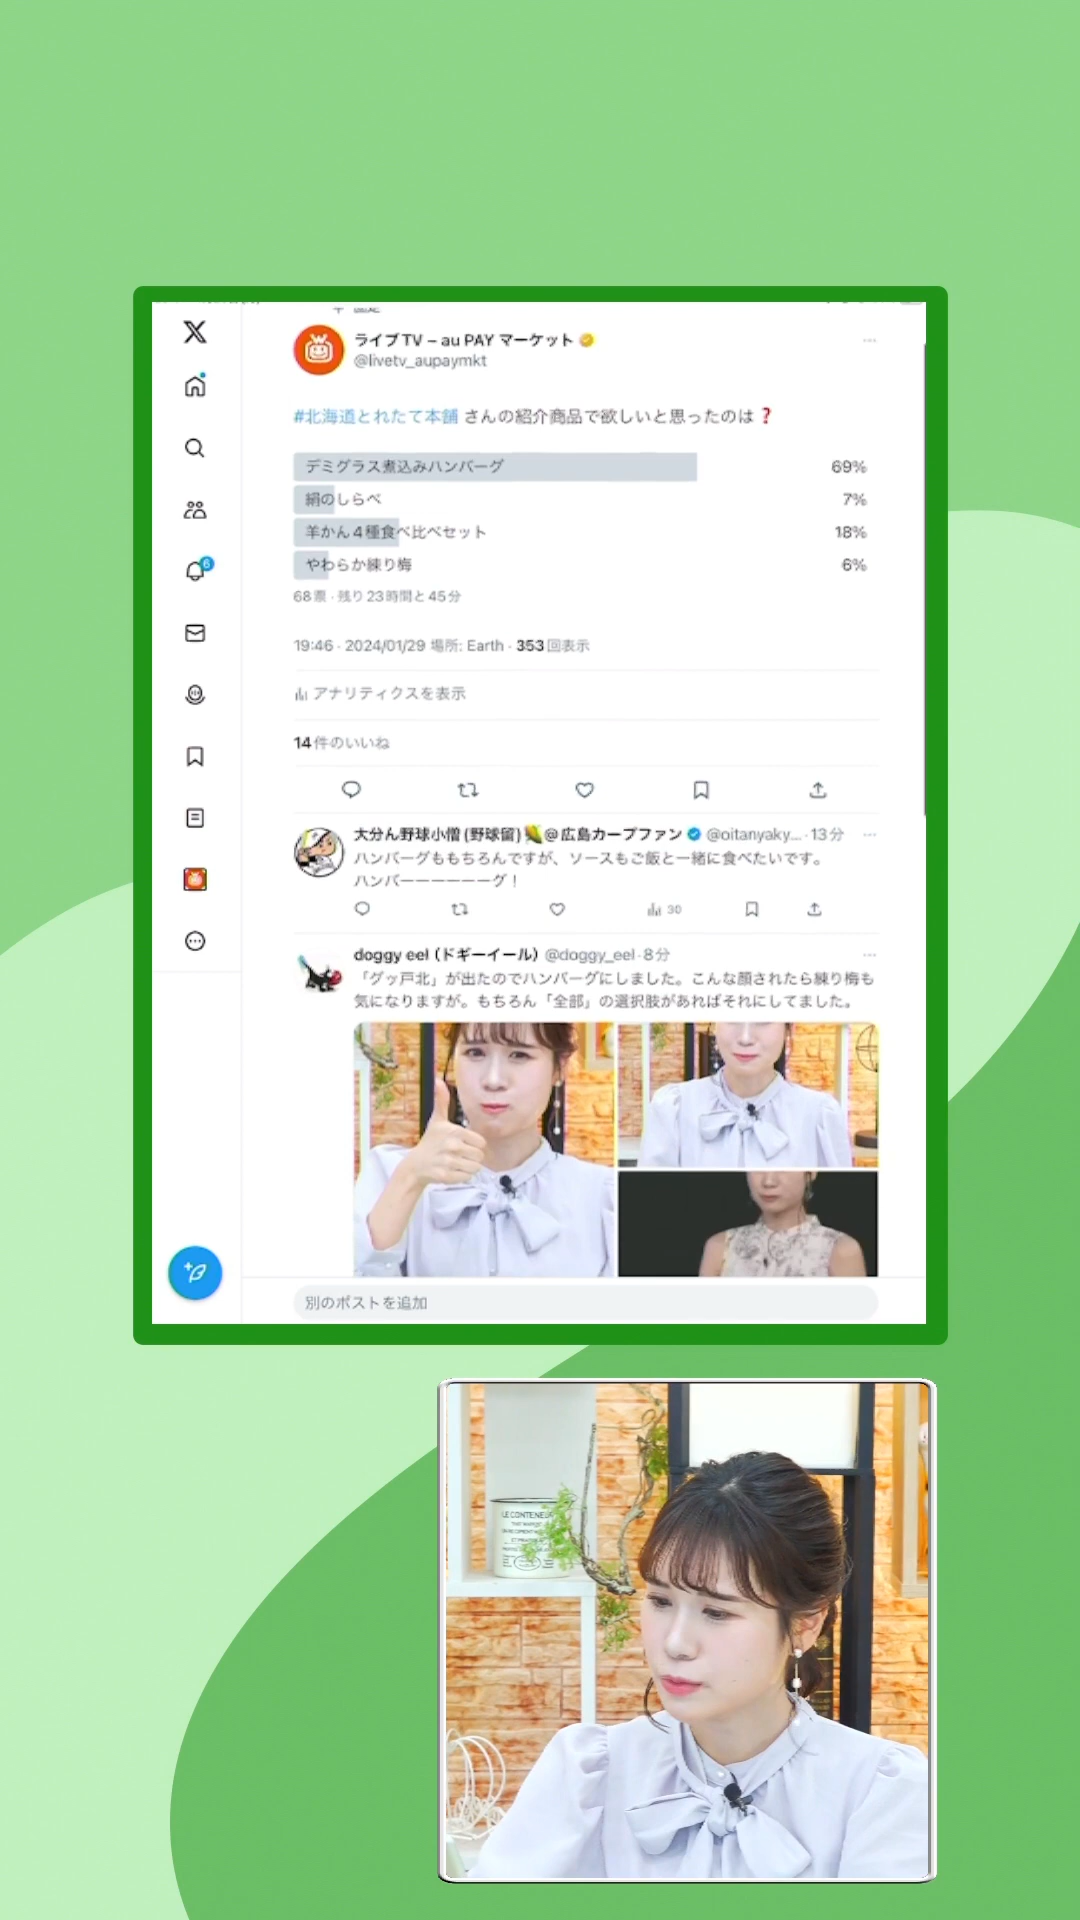 ライブTV – au PAY マーケット
@livetv_aupaymkt
#北海道とれたて本舗 さんの紹介商品で欲しいと思ったのは❓
デミグラス煮込みハンバーグ 69%
絹のしらべ 7%
羊かん4種食べ比べセット 18%
やわらか練り梅 6%
68票 · 残り23時間と45分
19:46 · 2024/01/29 場所: Earth · 353回表示
アナリティクスを表示
14件のいいね
大分ん野球小僧(野球留)🌽@広島カープファン @oitanyaky... · 13分
ハンバーグももちろんですが、ソースもご飯と一緒に食べたいです。
ハンバーーーーーーグ！
30
doggy eel (ドギーイール) @doggy_eel · 8分
「グッ戸北」が出たのでハンバーグにしました。こんな顔されたら練り梅も
気になりますが。もちろん「全部」の選択肢があればそれにしてました。
別のポストを追加
6
LE CONTENEUR